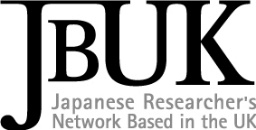 JBUK
Japanese Researcher's
Network Based in the UK